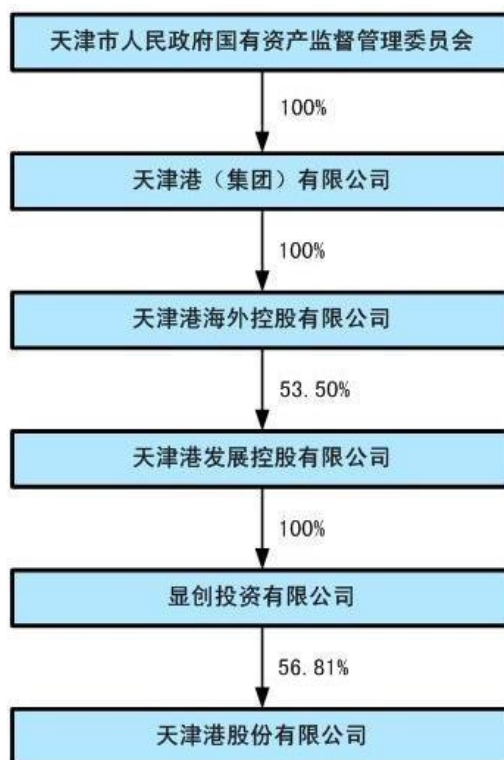 天津市人民政府国有资产监督管理委员会
100%
天津港（集团）有限公司
100%
天津港海外控股有限公司
53.50%
天津港发展控股有限公司
100%
显创投资有限公司
56.81%
天津港股份有限公司